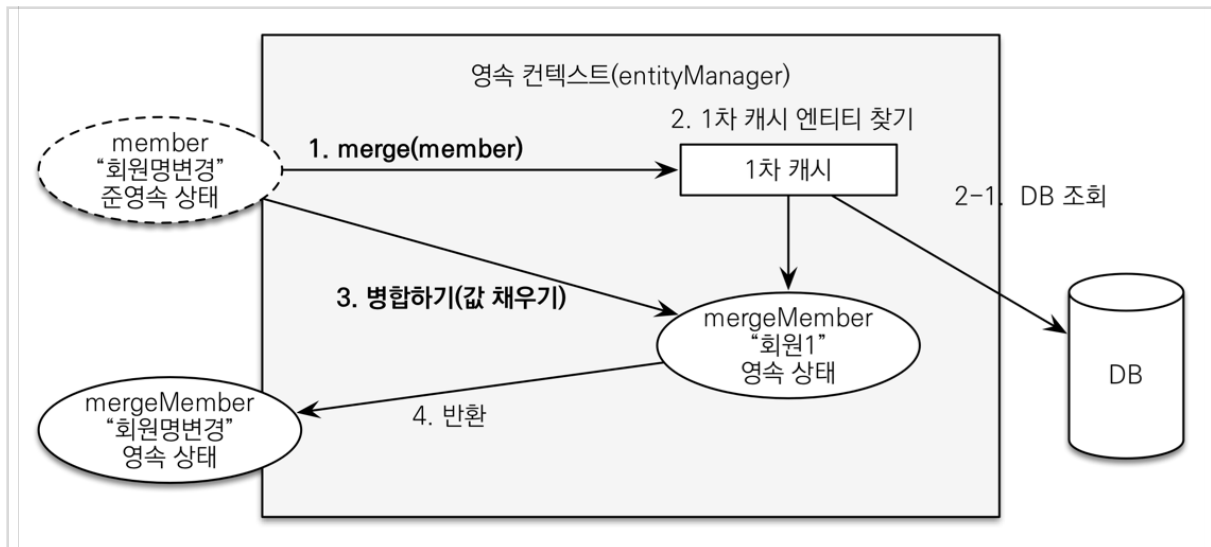 영속 컨텍스트(entityManager)
2. 1차 캐시 엔티티 찾기
member
“회원명변경”
준영속 상태
1. merge(member)
1차 캐시
2-1. DB 조회
3. 병합하기(값 채우기)
mergeMember
“회원1”
영속 상태
DB
mergeMember
“회원명변경”
영속 상태
4. 반환